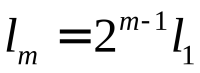 $l_m = 2^{m-1} l_1$